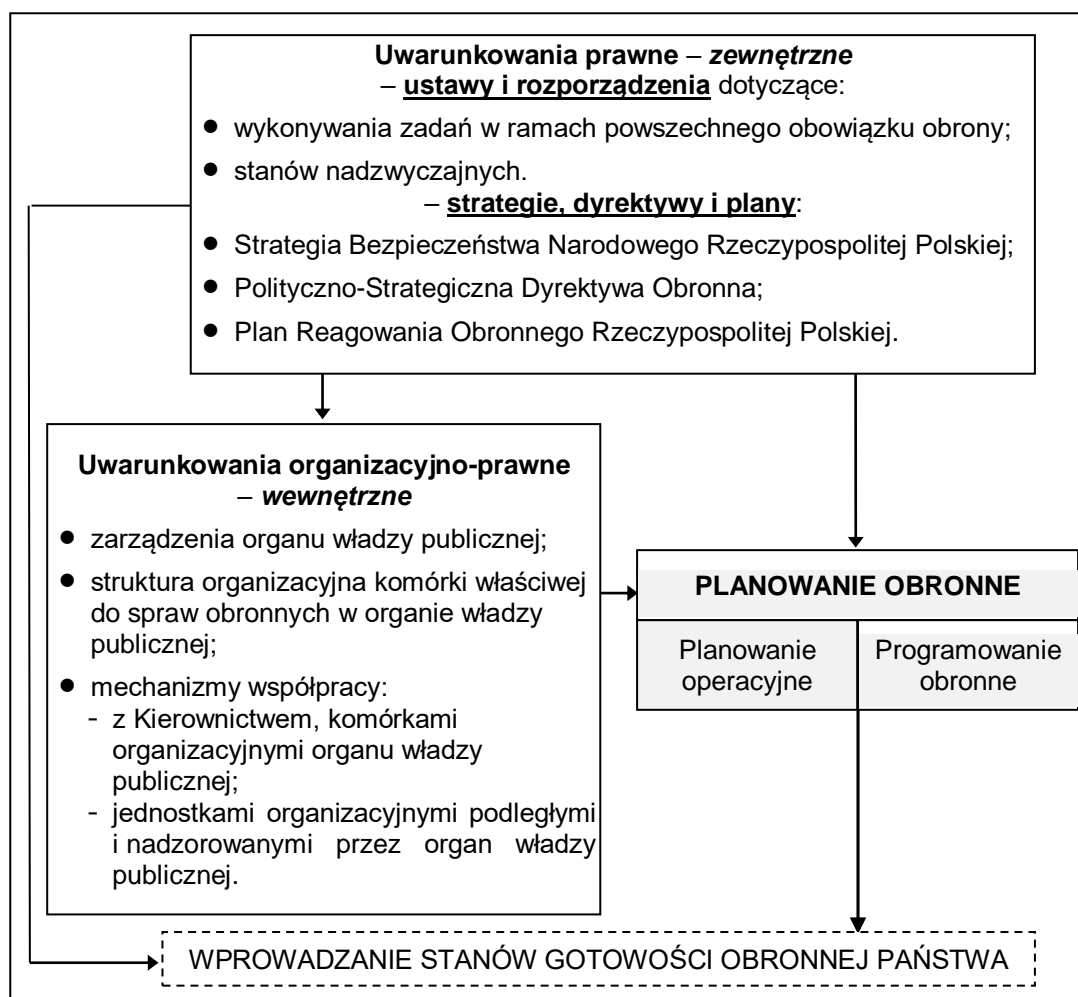 Uwarunkowania prawne – zewnętrzne
– ustawy i rozporządzenia dotyczące:
● wykonywania zadań w ramach powszechnego obowiązku obrony;
● stanów nadzwyczajnych.
– strategie, dyrektywy i plany:
● Strategia Bezpieczeństwa Narodowego Rzeczypospolitej Polskiej;
● Polityczno-Strategiczna Dyrektywa Obronna;
● Plan Reagowania Obronnego Rzeczypospolitej Polskiej.
Uwarunkowania organizacyjno-prawne
– wewnętrzne
● zarządzenia organu władzy publicznej;
● struktura organizacyjna komórki właściwej
do spraw obronnych w organie władzy
publicznej;
● mechanizmy współpracy:
- z Kierownictwem, komórkami
organizacyjnymi organu władzy
publicznej;
- jednostkami organizacyjnymi podległymi
i nadzorowanymi przez organ władzy
publicznej.
PLANOWANIE OBRONNE
Planowanie
operacyjne
Programowanie
obronne
WPROWADZANIE STANÓW GOTOWOŚCI OBRONNEJ PAŃSTWA